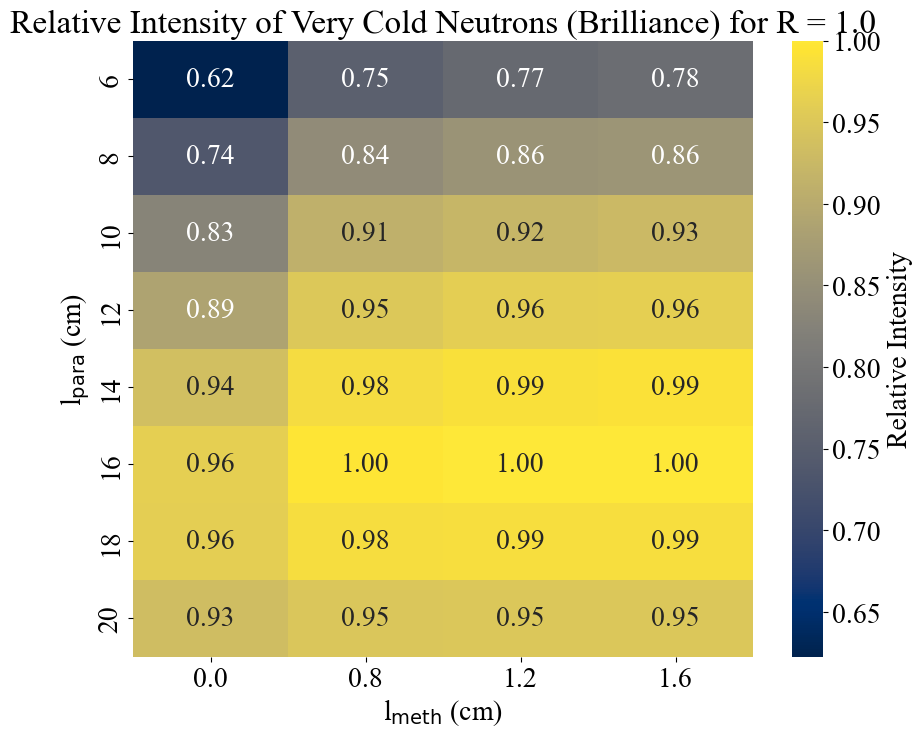 Relative Intensity of Very Cold Neutrons (Brilliance) for R = 1.0
6 0.62 0.75 0.77 0.78
8 0.74 0.84 0.86 0.86
10 0.83 0.91 0.92 0.93
12 0.89 0.95 0.96 0.96
14 0.94 0.98 0.99 0.99
16 0.96 1.00 1.00 1.00
18 0.96 0.98 0.99 0.99
20 0.93 0.95 0.95 0.95
0.0 0.8 1.2 1.6
l_meth (cm)
l_para (cm)
1.00
0.95
0.90
0.85
0.80
0.75
0.70
0.65
Relative Intensity